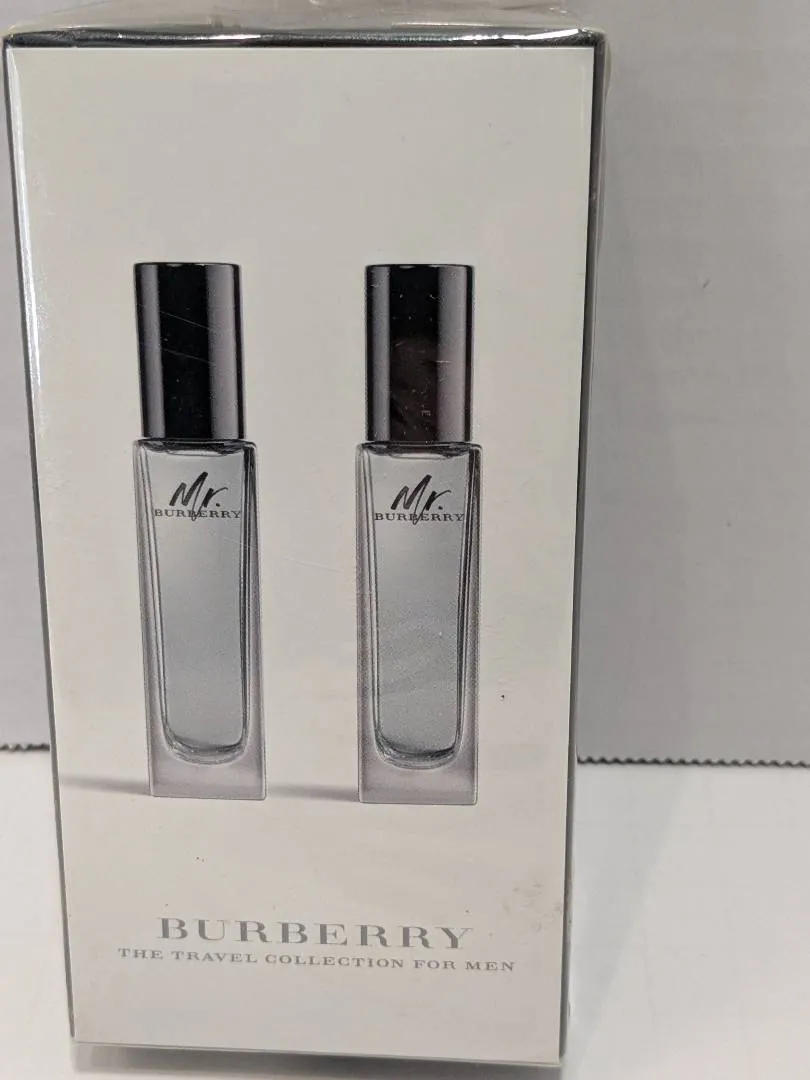 Mr.
BURBERRY
Mr.
BURBERRY
BURBERRY
THE TRAVEL COLLECTION FOR MEN